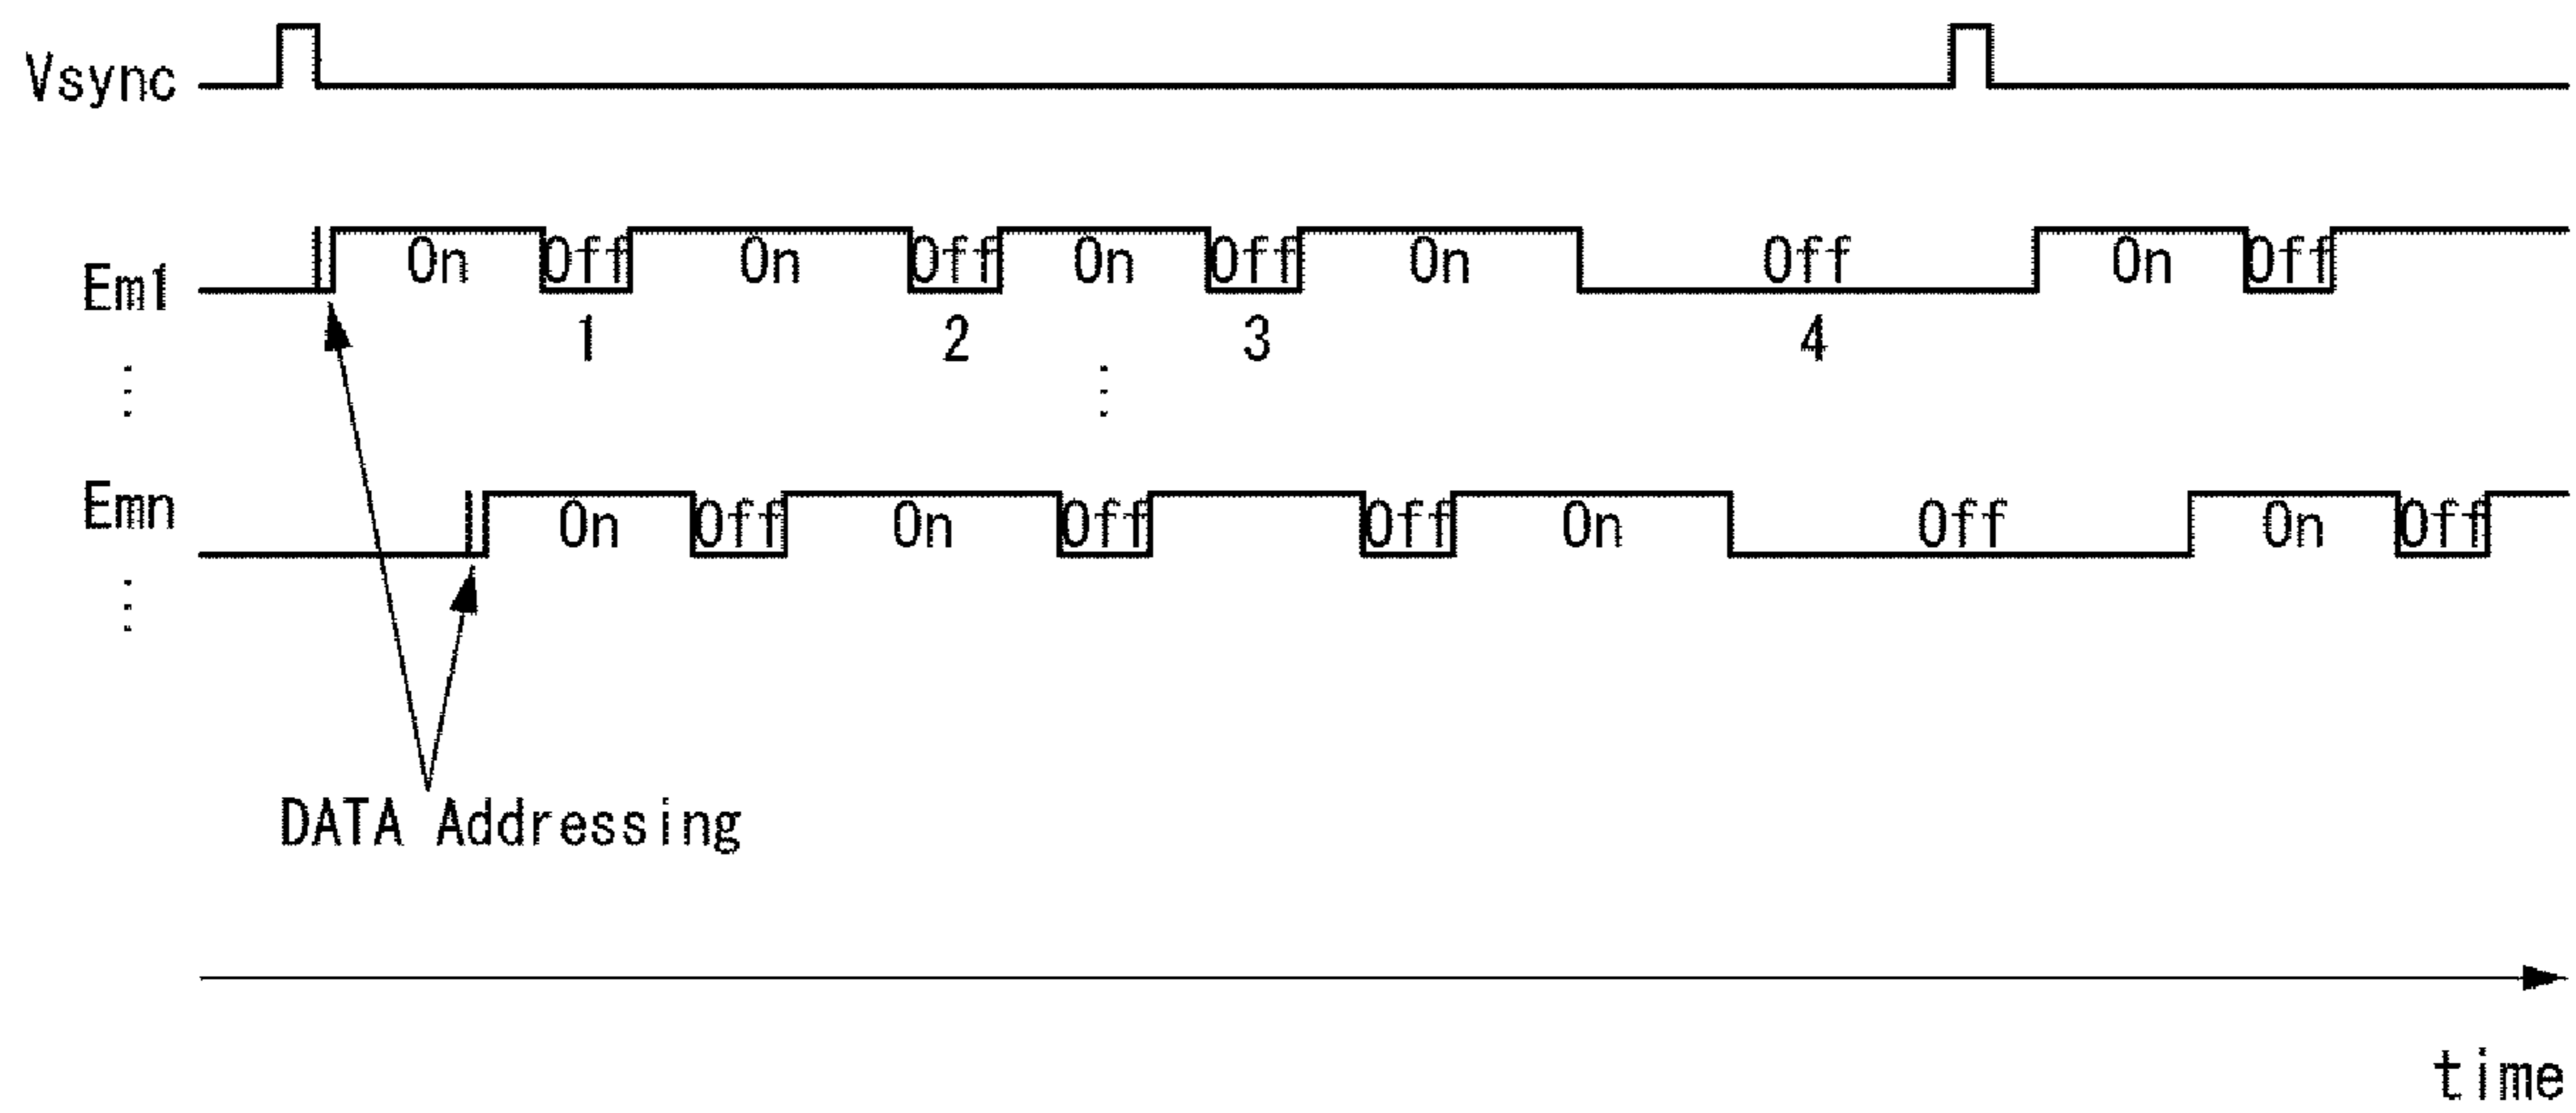 Vsync
Em1 On Off On Off On Off On Off On Off
1 2 3 4
Emn On Off On Off Off On Off On Off
DATA Addressing
time